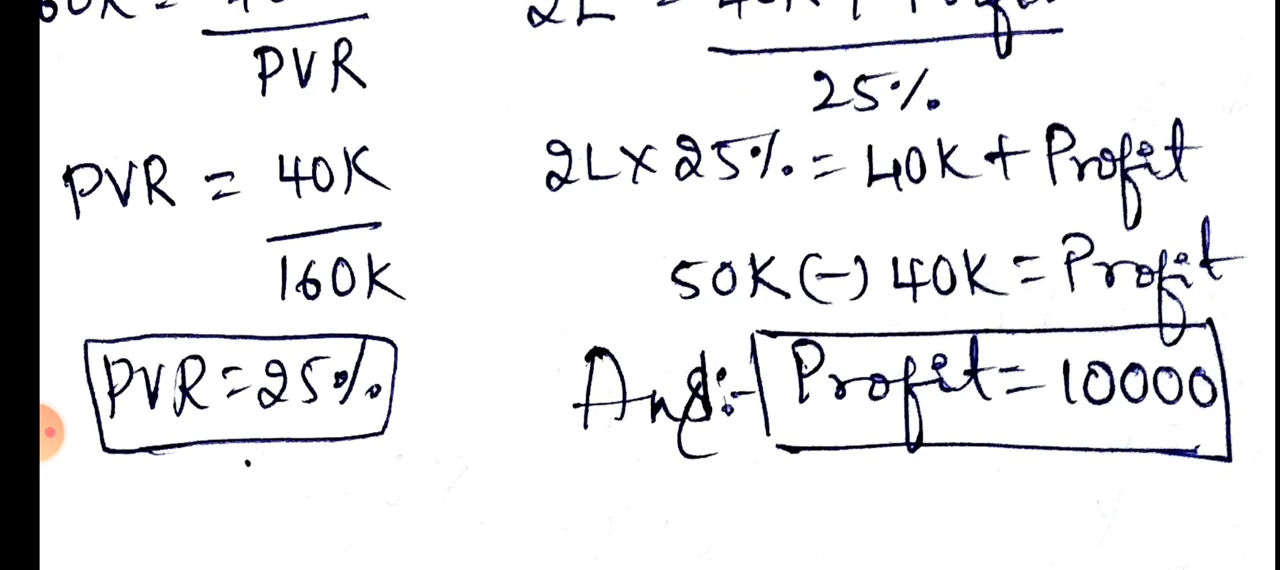 PVR
PVR = 40K
160K
PVR = 25%
25%
2L X 25% = 40K + Profit
50K (-) 40K = Profit
Ans:- Profit = 10000